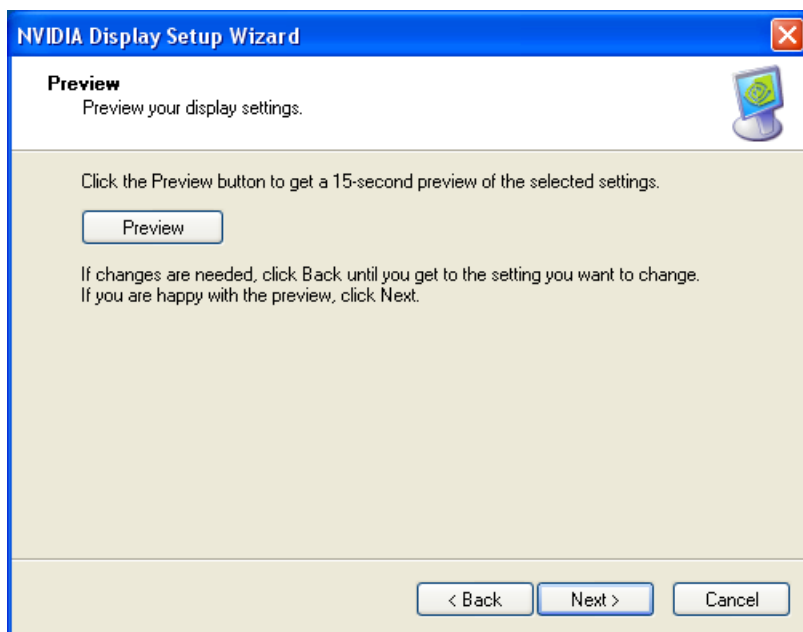 NVIDIA Display Setup Wizard
Preview
Preview your display settings.
Click the Preview button to get a 15-second preview of the selected settings.
Preview
If changes are needed, click Back until you get to the setting you want to change.
If you are happy with the preview, click Next.
< Back
Next >
Cancel